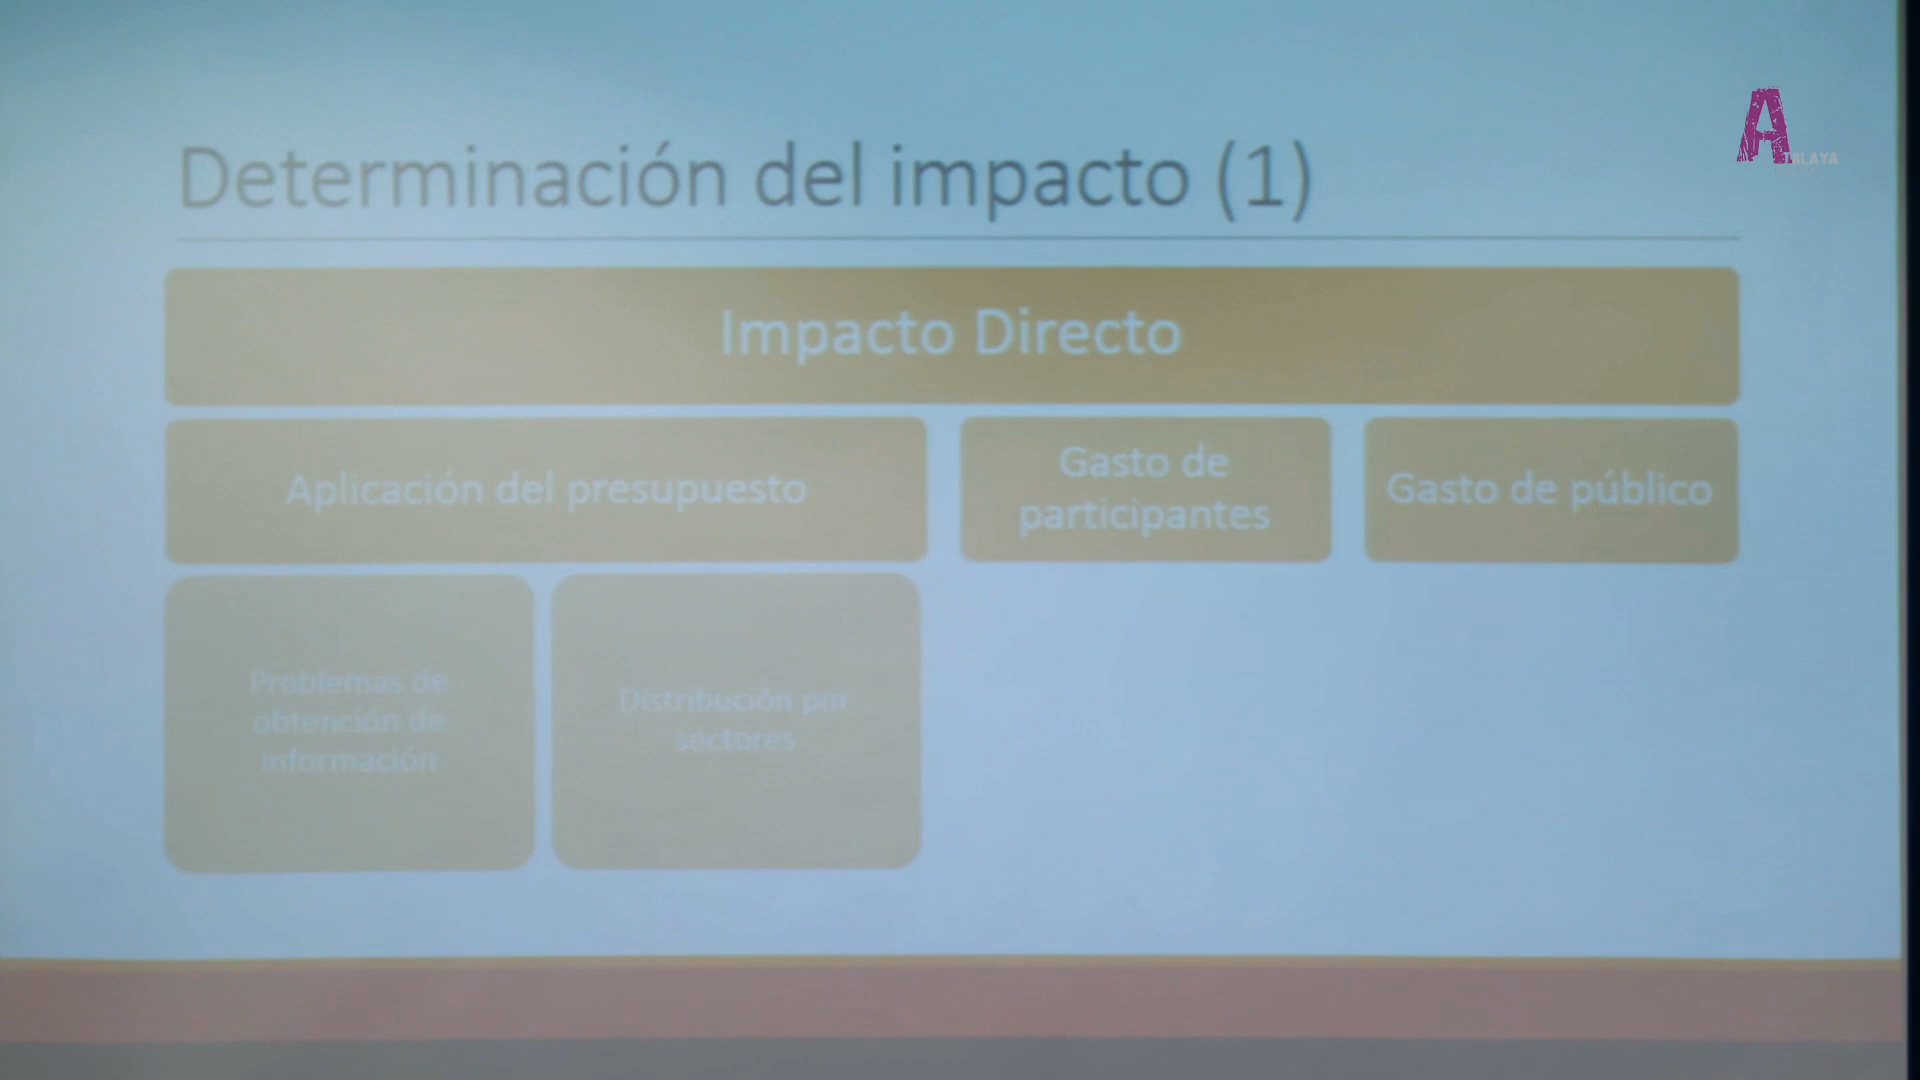 Determinación del impacto (1)
Impacto Directo
Aplicación del presupuesto
Gasto de
participantes
Gasto de público
Problemas de
obtención de
información
Distribución por
sectores
ATALAYA